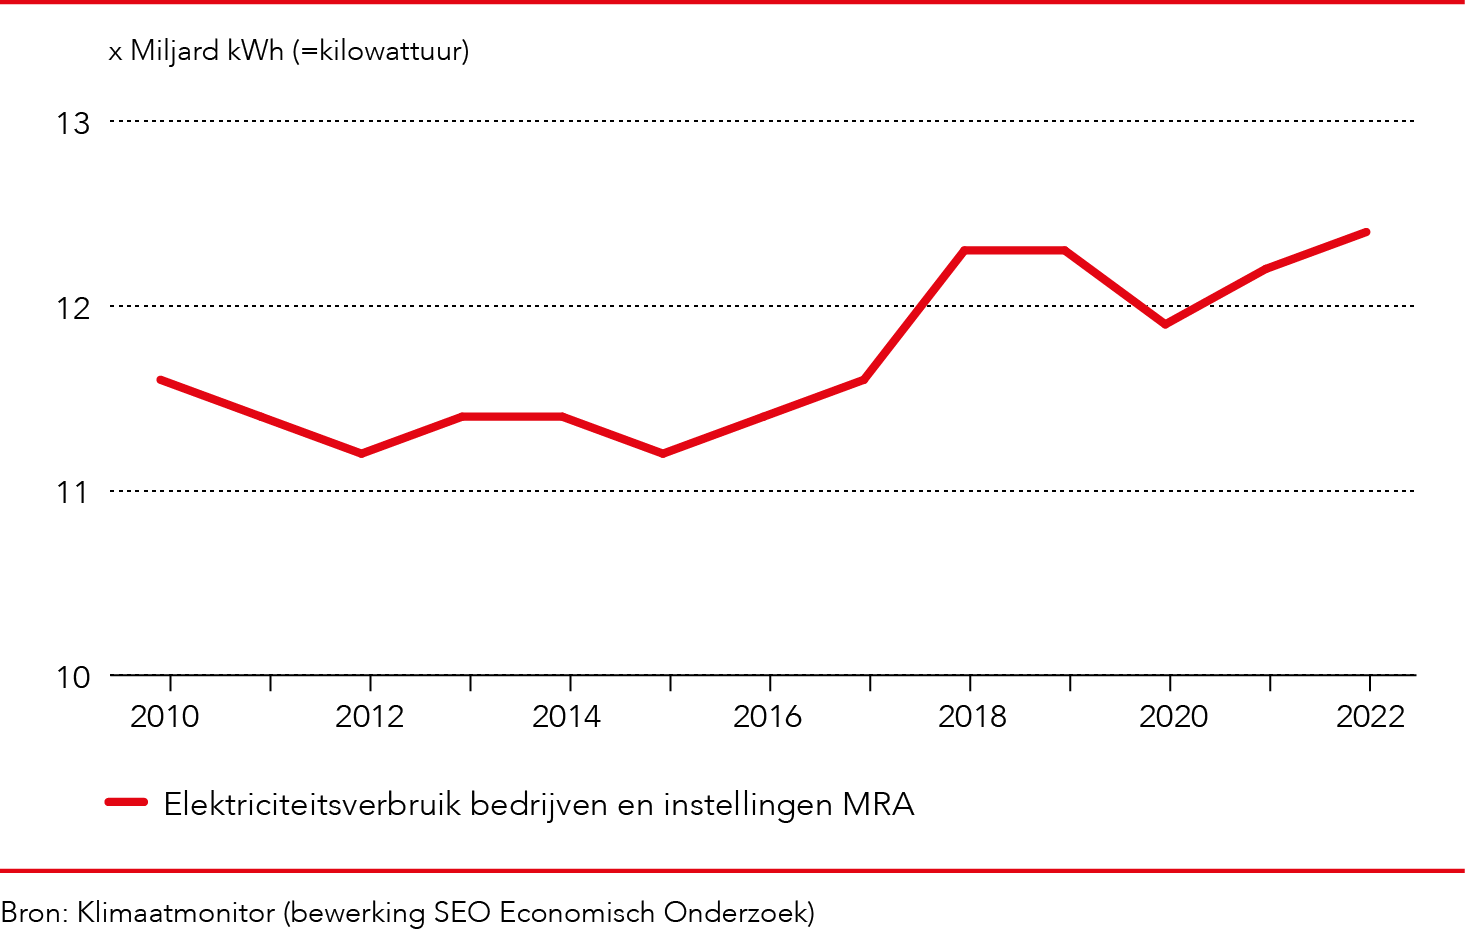 x Miljard kWh (=kilowattuur)
13
12
11
10
2010 2012 2014 2016 2018 2020 2022
Elektriciteitsverbruik bedrijven en instellingen MRA
Bron: Klimaatmonitor (bewerking SEO Economisch Onderzoek)